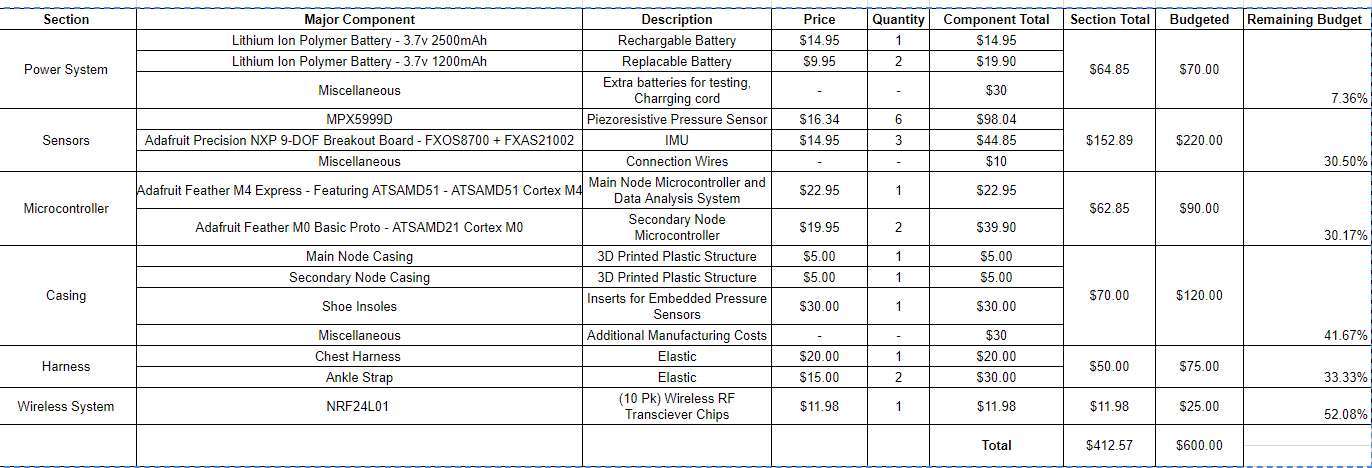 Section Major Component Description Price Quantity Component Total Section Total Budgeted Remaining Budget
Power System
Lithium Ion Polymer Battery - 3.7v 2500mAh Rechargable Battery $14.95 1 $14.95
Lithium Ion Polymer Battery - 3.7v 1200mAh Replacable Battery $9.95 2 $19.90
Miscellaneous
Extra batteries for testing,
Charrging cord
- - $30
$64.85 $70.00 7.36%
Sensors
MPX5999D Piezoresistive Pressure Sensor $16.34 6 $98.04
Adafruit Precision NXP 9-DOF Breakout Board - FXOS8700 + FXAS21002 IMU $14.95 3 $44.85
Miscellaneous Connection Wires - - $10
$152.89 $220.00 30.50%
Microcontroller
Adafruit Feather M4 Express - Featuring ATSAMD51 - ATSAMD51 Cortex M4
Main Node Microcontroller and
Data Analysis System
$22.95 1 $22.95
Adafruit Feather M0 Basic Proto - ATSAMD21 Cortex M0
Secondary Node
Microcontroller
$19.95 2 $39.90
$62.85 $90.00 30.17%
Casing
Main Node Casing 3D Printed Plastic Structure $5.00 1 $5.00
Secondary Node Casing 3D Printed Plastic Structure $5.00 1 $5.00
Shoe Insoles
Inserts for Embedded Pressure
Sensors
$30.00 1 $30.00
Miscellaneous Additional Manufacturing Costs - - $30
$70.00 $120.00 41.67%
Harness
Chest Harness Elastic $20.00 1 $20.00
Ankle Strap Elastic $15.00 2 $30.00
$50.00 $75.00 33.33%
Wireless System NRF24L01
(10 Pk) Wireless RF
Transciever Chips
$11.98 1 $11.98 $11.98 $25.00 52.08%
Total $412.57 $600.00